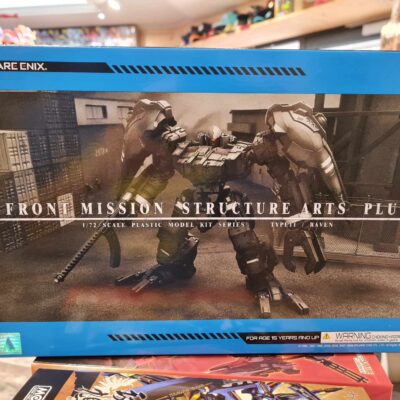 ARE ENIX.
FRONT MISSION STRUCTURE ARTS PLU
1/72 SCALE PLASTIC MODEL KIT SERIES TYPE11 / RAVEN
FOR AGE 15 YEARS AND UP
WARNING